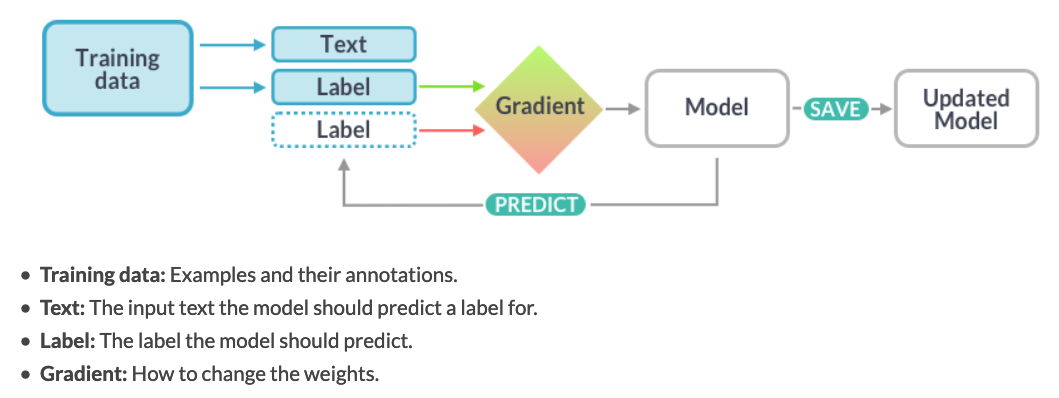 Training
data
Text
Label
Label
Gradient
Model
SAVE
Updated
Model
PREDICT
• Training data: Examples and their annotations.
• Text: The input text the model should predict a label for.
• Label: The label the model should predict.
• Gradient: How to change the weights.